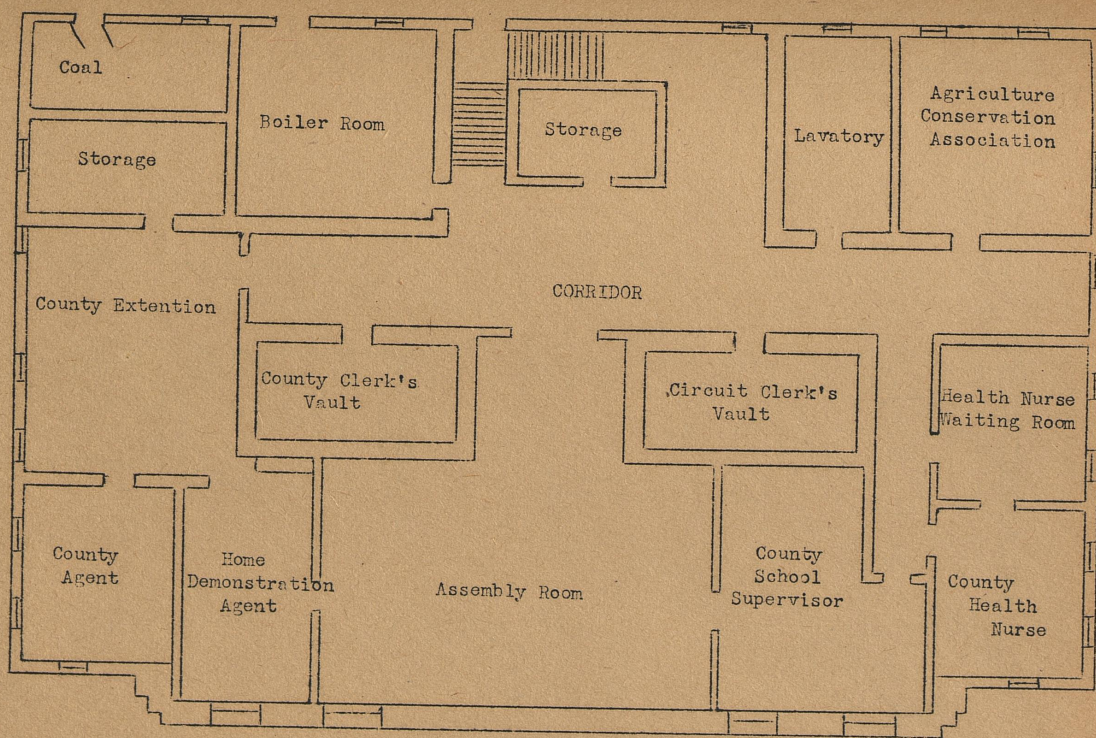 Coal
Boiler Room
Storage
Storage
Lavatory
Agriculture
Conservation
Association
County Extention
CORRIDOR
County Clerk's
Vault
Circuit Clerk's
Vault
Health Nurse
Waiting Room
County
Agent
Home
Demonstration
Agent
Assembly Room
County
School
Supervisor
County
Health
Nurse